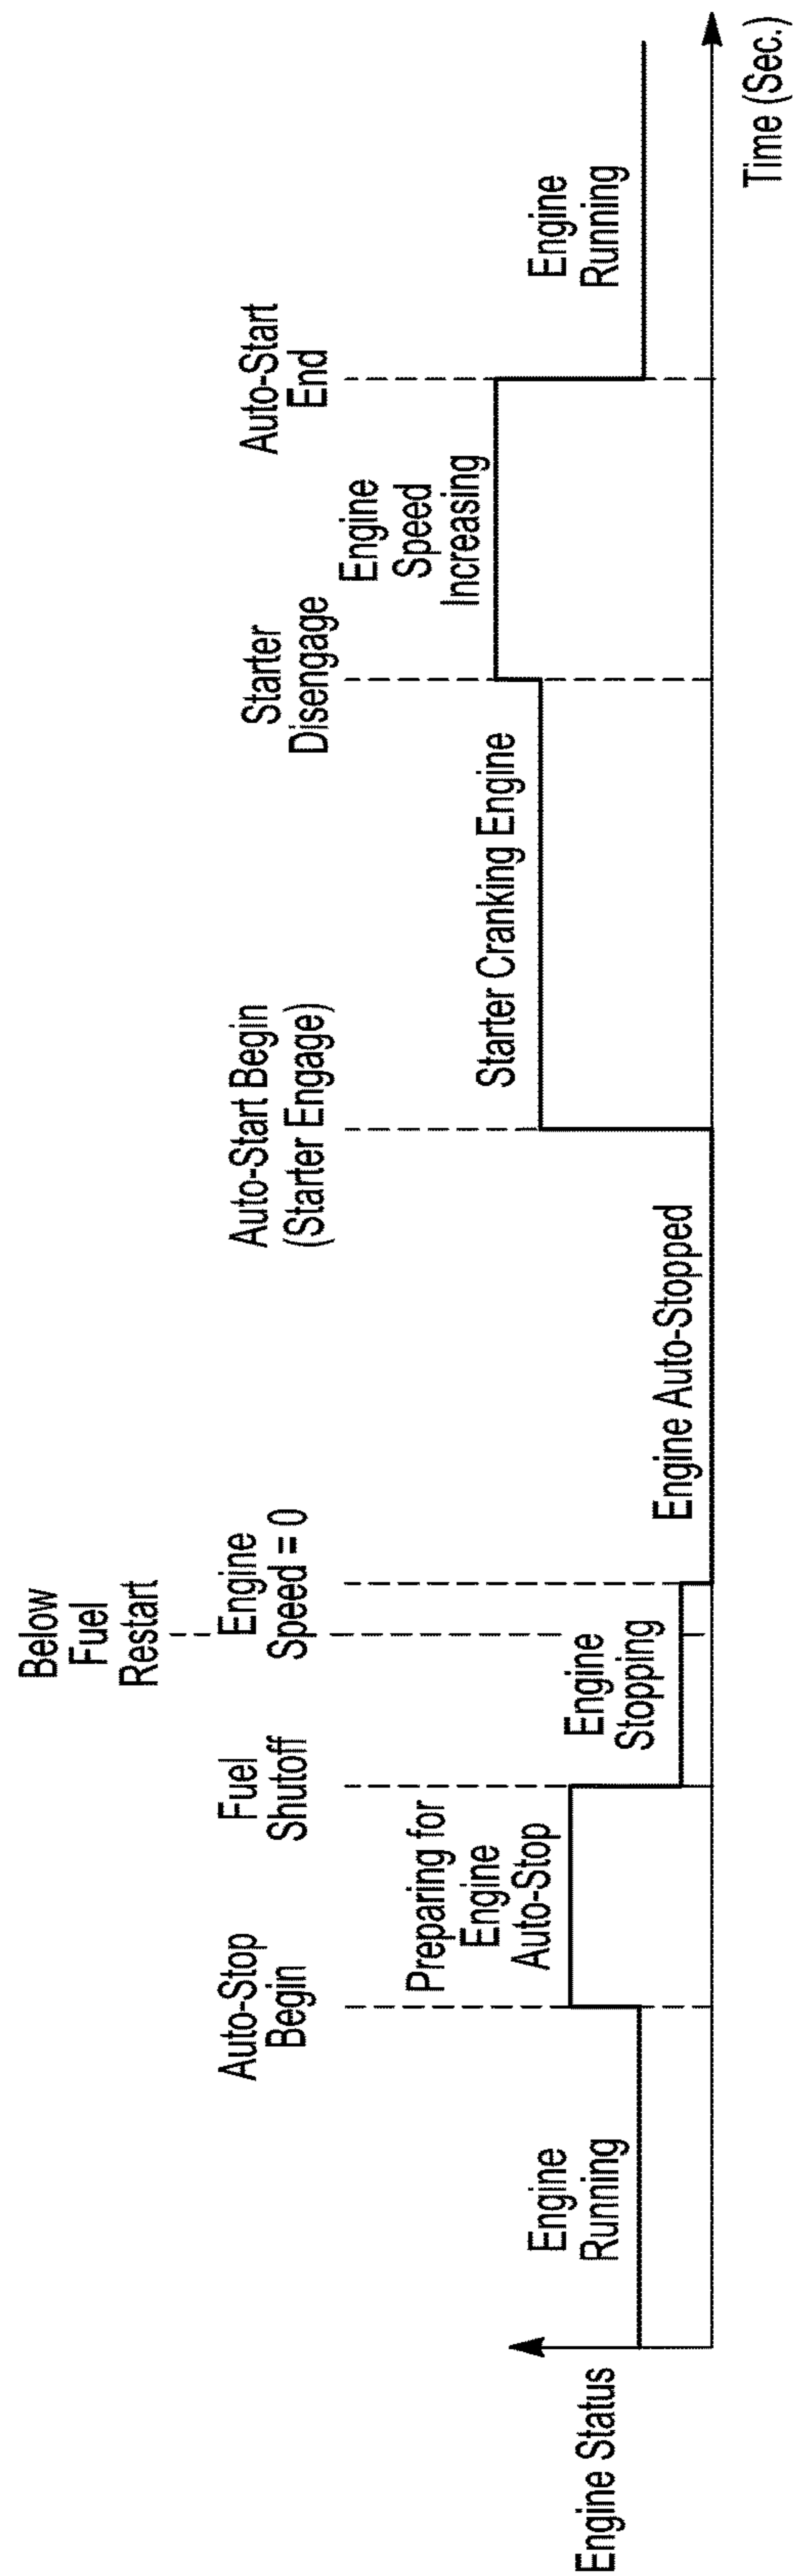 Below
Fuel
Restart
Auto-Stop
Begin
Fuel
Shutoff
Engine
Speed = 0
Auto-Start Begin
(Starter Engage)
Starter
Disengage
Auto-Start
End
Engine
Running
Preparing for
Engine
Auto-Stop
Engine
Stopping
Engine Auto-Stopped
Starter Cranking Engine
Engine
Speed
Increasing
Engine
Running
Engine Status
Time (Sec.)